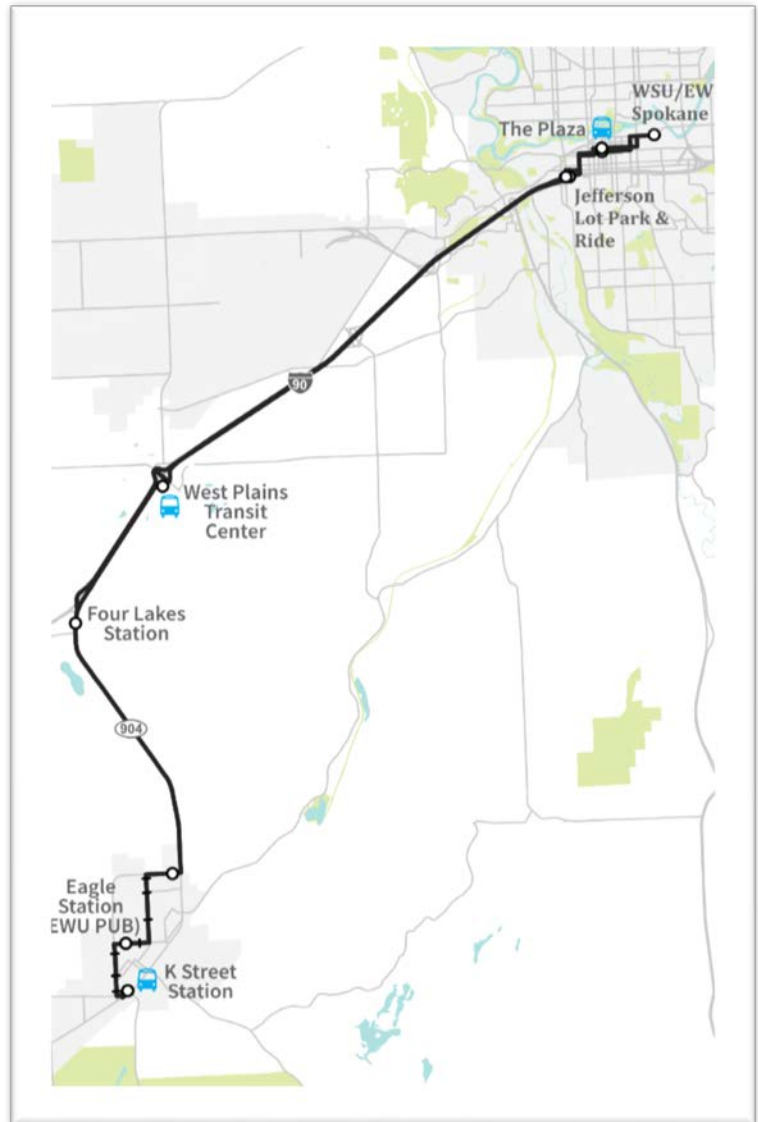 WSU/EW
Spokane
The Plaza
Jefferson
Lot Park &
Ride
90
West Plains
Transit
Center
Four Lakes
Station
904
Eagle
Station
EWU PUB)
K Street
Station